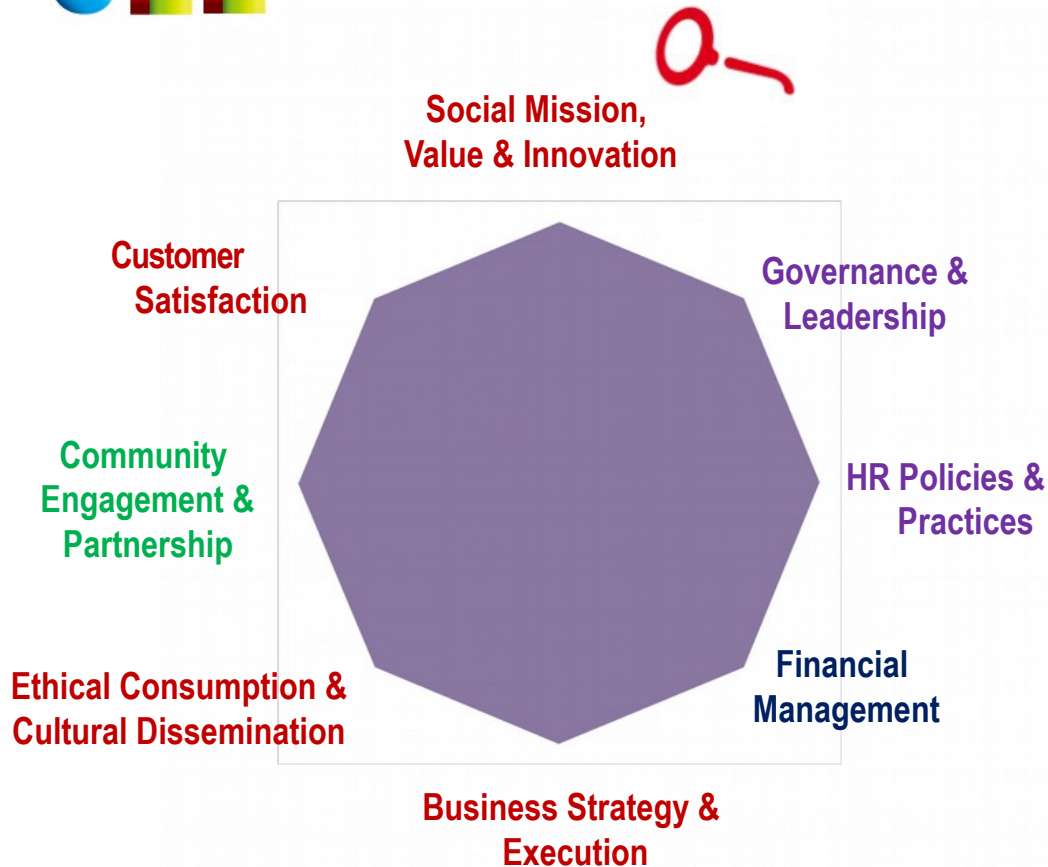 Social Mission,
Value & Innovation
Customer
Satisfaction
Governance &
Leadership
Community
Engagement &
Partnership
HR Policies &
Practices
Ethical Consumption &
Cultural Dissemination
Financial
Management
Business Strategy &
Execution